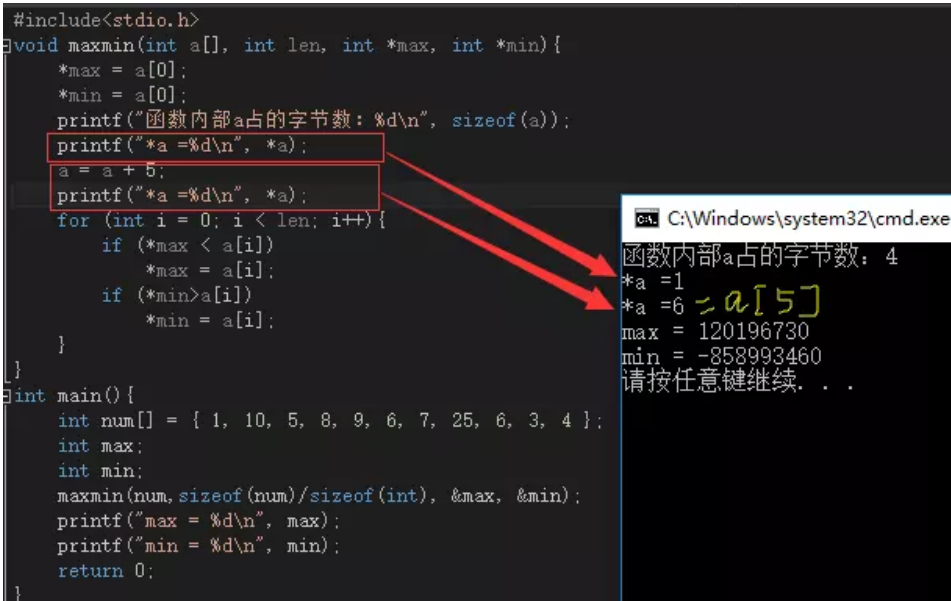 #include<stdio.h>
void maxmin(int a[], int len, int *max, int *min){
*max = a[0];
*min = a[0];
printf("函数内部a占的字节数：%d\n", sizeof(a));
printf("*a =%d\n", *a);
a = a + 5;
printf("*a =%d\n", *a);
for (int i = 0; i < len; i++){
if (*max < a[i])
*max = a[i];
if (*min>a[i])
*min = a[i];
}
}
int main(){
int num[] = { 1, 10, 5, 8, 9, 6, 7, 25, 6, 3, 4 };
int max;
int min;
maxmin(num,sizeof(num)/sizeof(int), &max, &min);
printf("max = %d\n", max);
printf("min = %d\n", min);
return 0;
}
C:\Windows\system32\cmd.exe
函数内部a占的字节数：4
*a =1
*a =6 = a[5]
max = 120196730
min = -858993460
请按任意键继续. . .